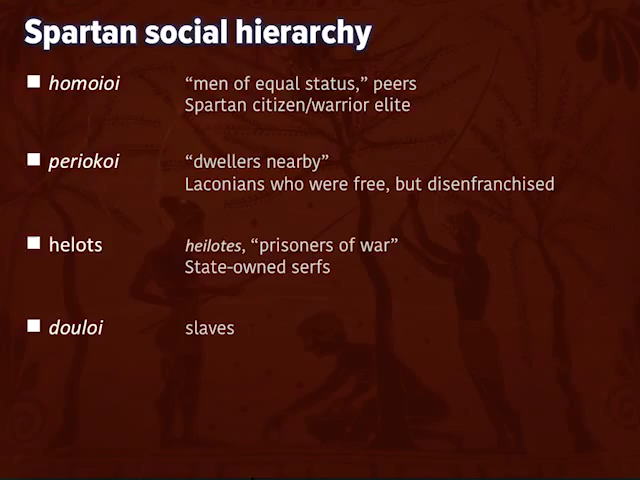 Spartan social hierarchy
homoioi
“men of equal status,” peers
Spartan citizen/warrior elite
periokoi
“dwellers nearby”
Laconians who were free, but disenfranchised
helots
heilotes, “prisoners of war”
State-owned serfs
douloi
slaves